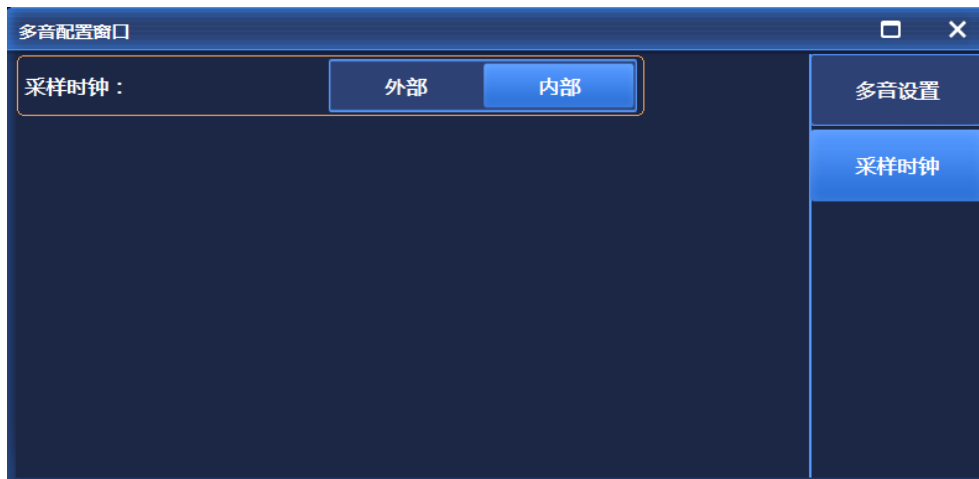 多音配置窗口
采样时钟：
外部
内部
多音设置
采样时钟